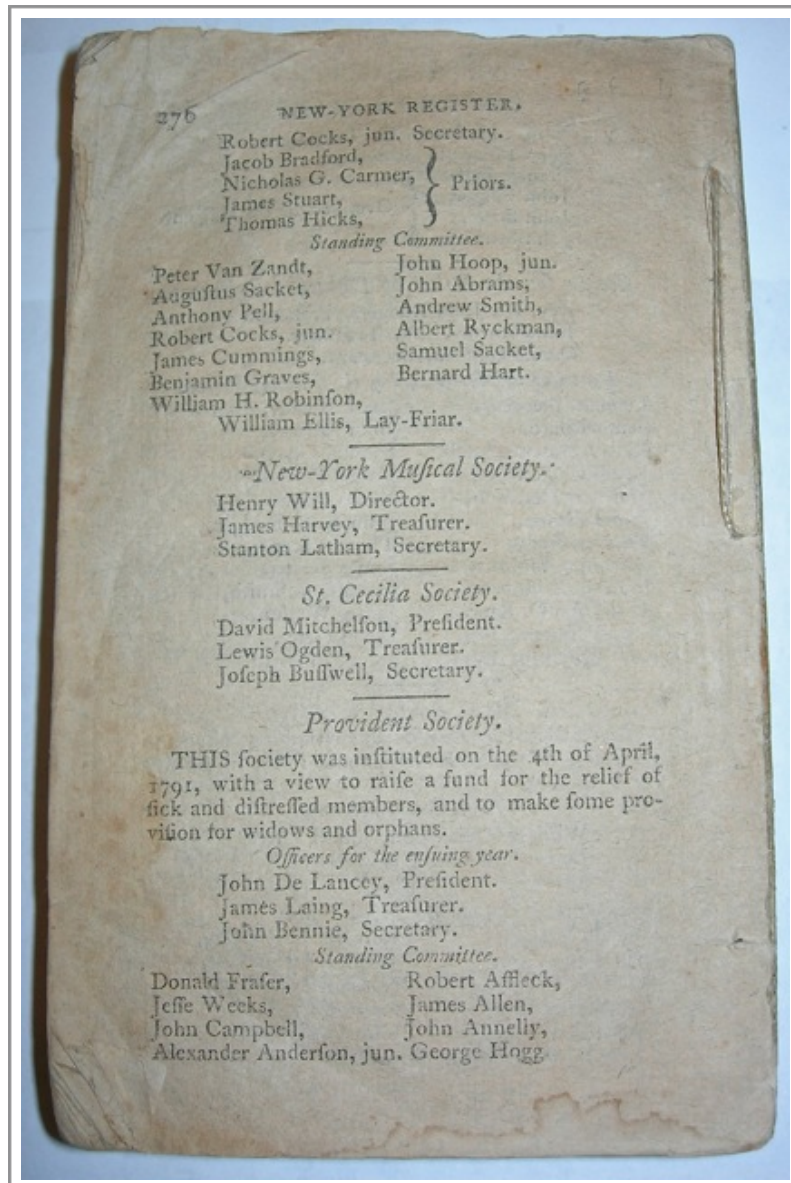 276 NEW-YORK REGISTER.
Robert Cocks, jun. Secretary.
Jacob Bradford,
Nicholas G. Carmer, } Priors.
James Stuart,
Thomas Hicks,
Standing Committee.
Peter Van Zandt, John Hoop, jun.
Auguſtus Sacket, John Abrams,
Anthony Pell, Andrew Smith,
Robert Cocks, jun. Albert Ryckman,
James Cummings, Samuel Sacket,
Benjamin Graves, Bernard Hart.
William H. Robinſon,
William Ellis, Lay-Friar.
New-York Muſical Society.
Henry Will, Director.
James Harvey, Treaſurer.
Stanton Latham, Secretary.
St. Cecilia Society.
David Mitchelſon, Preſident.
Lewis Ogden, Treaſurer.
Joſeph Buſſwell, Secretary.
Provident Society.
THIS ſociety was inſtituted on the 4th of April,
1791, with a view to raiſe a fund for the relief of
ſick and diſtreſſed members, and to make ſome pro-
viſion for widows and orphans.
Officers for the enſuing year.
John De Lancey, Preſident.
James Laing, Treaſurer.
John Bennie, Secretary.
Standing Committee.
Donald Fraſer, Robert Affleck,
Jeſſe Weeks, James Allen,
John Campbell, John Annelly,
Alexander Anderſon, jun. George Hogg